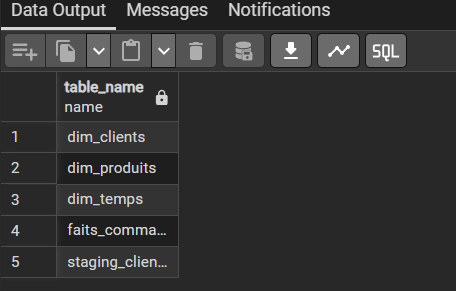 Data Output Messages Notifications
SQL
table_name
name
1 dim_clients
2 dim_produits
3 dim_temps
4 faits_comma...
5 staging_clien...